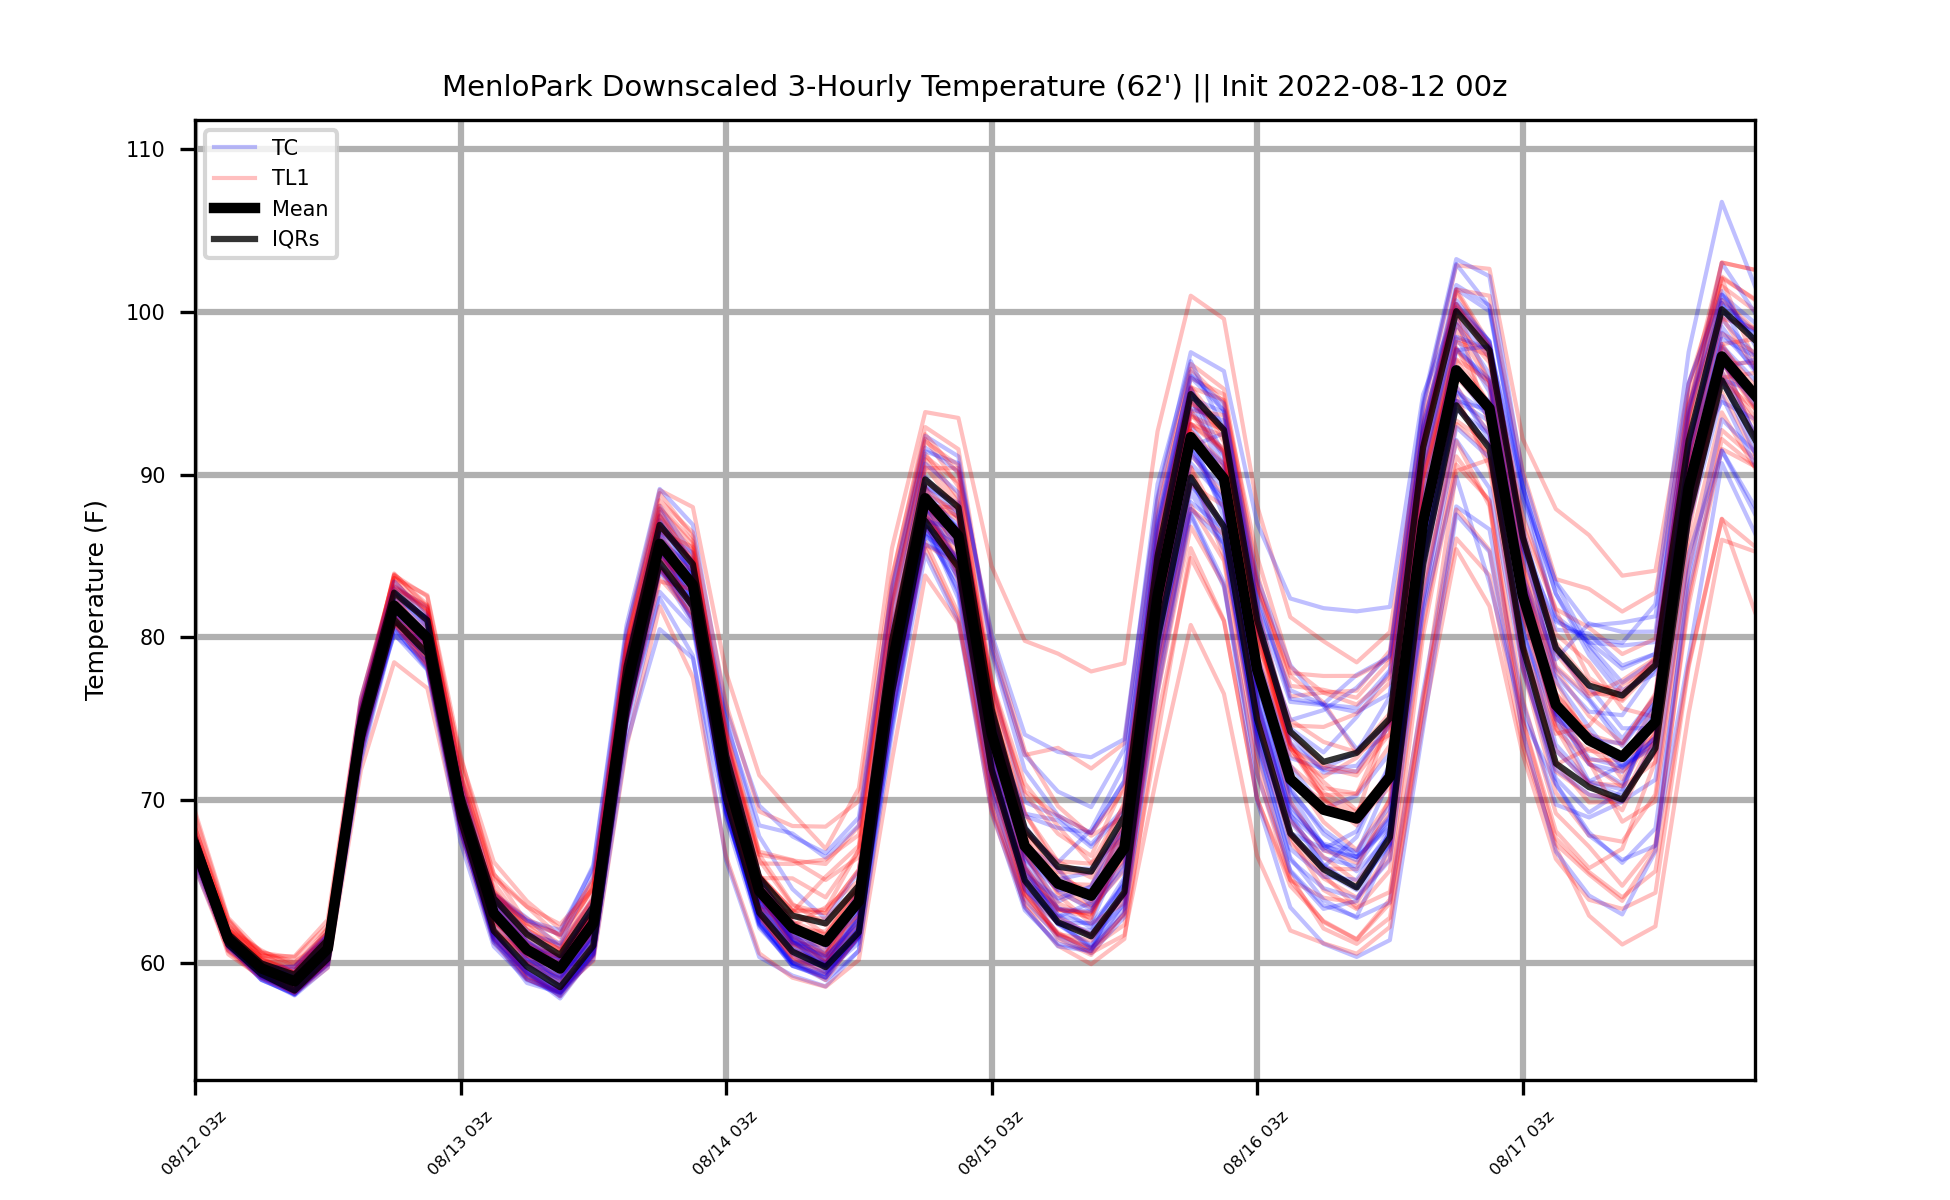 MenloPark Downscaled 3-Hourly Temperature (62') || Init 2022-08-12 00z
TC
TL1
Mean
IQRs
Temperature (F)
110
100
90
80
70
60
08/12 03z
08/13 03z
08/14 03z
08/15 03z
08/16 03z
08/17 03z